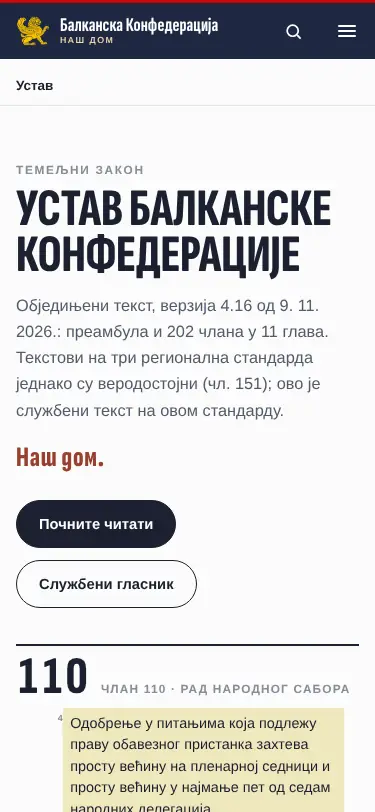 Балканска Конфедерација
НАШ ДОМ
Устав
ТЕМЕЉНИ ЗАКОН
УСТАВ БАЛКАНСКЕ
КОНФЕДЕРАЦИЈЕ
Обједињени текст, верзија 4.16 од 9. 11.
2026.: преамбула и 202 члана у 11 глава.
Текстови на три регионална стандарда
једнако су веродостојни (чл. 151); ово је
службени текст на овом стандарду.
Наш дом.
Почните читати
Службени гласник
110 ЧЛАН 110 · РАД НАРОДНОГ САБОРА
4 Одобрење у питањима која подлежу
праву обавезног пристанка захтева
просту већину на пленарној седници и
просту већину у најмање пет од седам
народних делегација